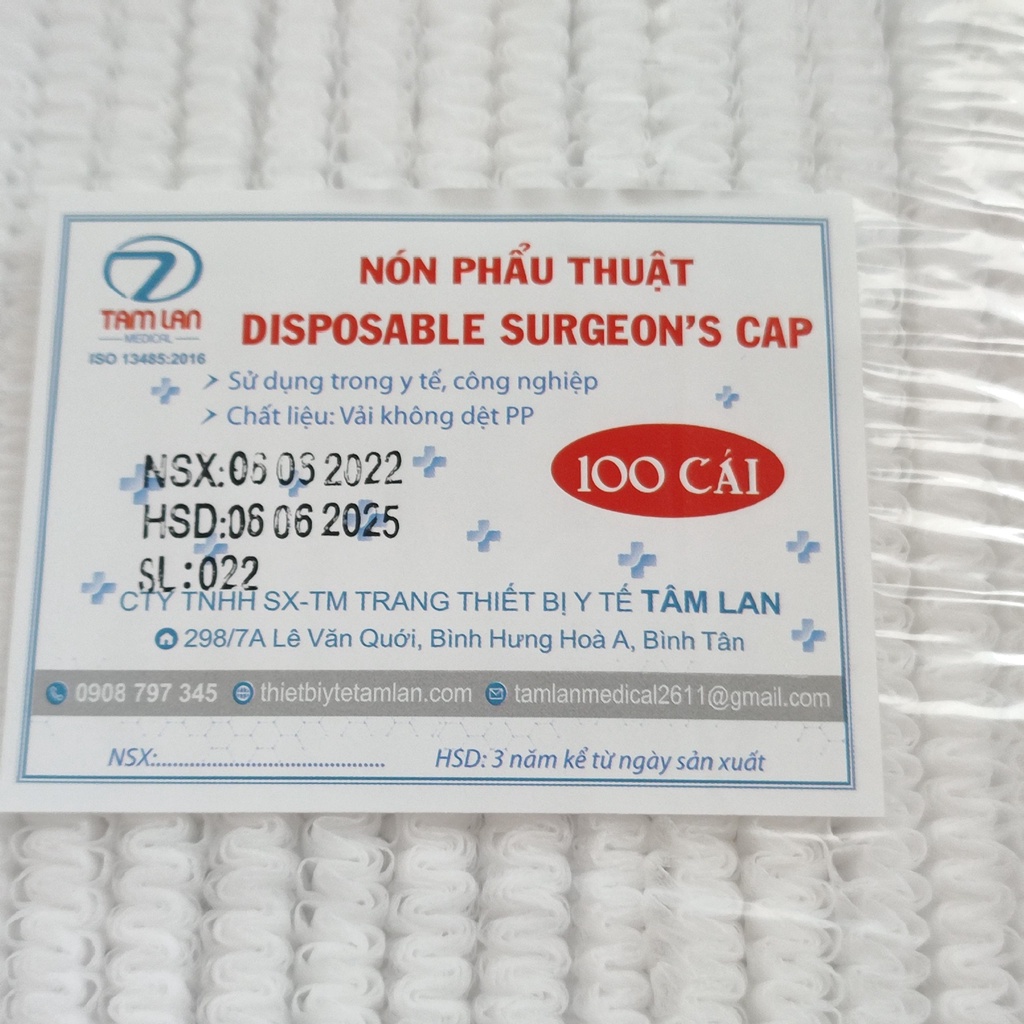 TAM LAN
MEDICAL
ISO 13485:2016
NÓN PHẨU THUẬT
DISPOSABLE SURGEON'S CAP
➢ Sử dụng trong y tế, công nghiệp
➢ Chất liệu: Vải không dệt PP
100 CÁI
NSX:06 06 2022
HSD:06 06 2025
SL:022
CTY TNHH SX-TM TRANG THIẾT BỊ Y TẾ TÂM LAN
298/7A Lê Văn Quới, Bình Hưng Hoà A, Bình Tân
0908 797 345 thietbiytetamlan.com tamlanmedical2611@gmail.com
NSX:........................................ HSD: 3 năm kể từ ngày sản xuất